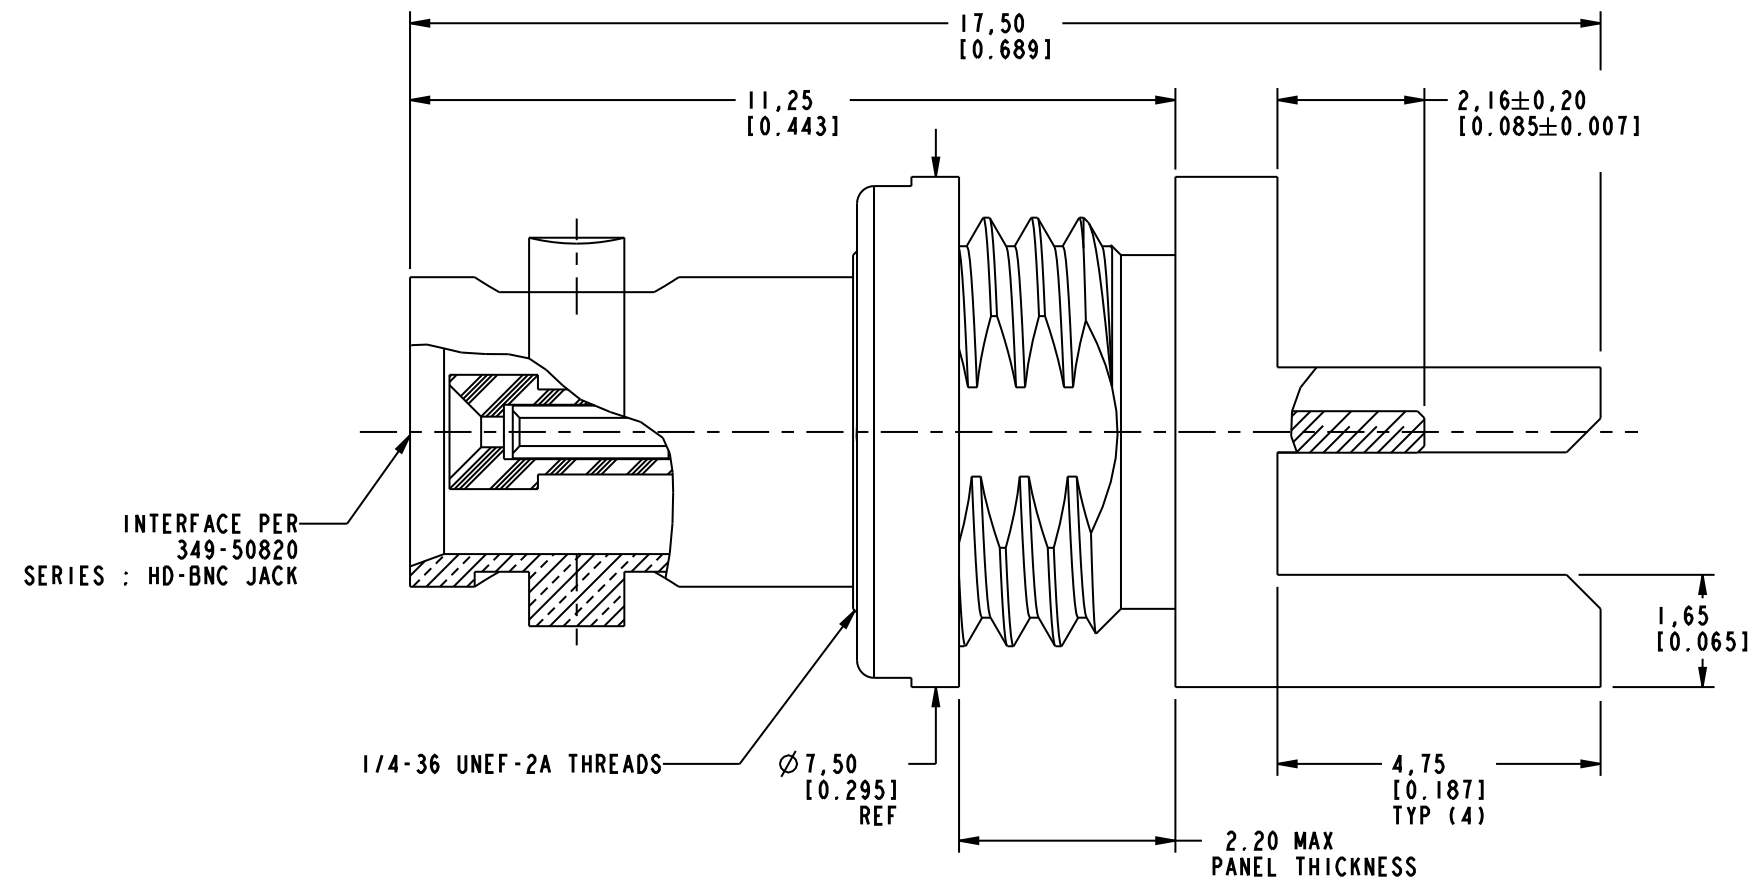 17,50
[0.689]
11,25
[0.443]
2,16±0,20
[0.085±0.007]
INTERFACE PER
349-50820
SERIES : HD-BNC JACK
1,65
[0.065]
1/4-36 UNEF-2A THREADS
Ø 7,50
[0.295]
REF
4,75
[0.187]
TYP (4)
2.20 MAX
PANEL THICKNESS